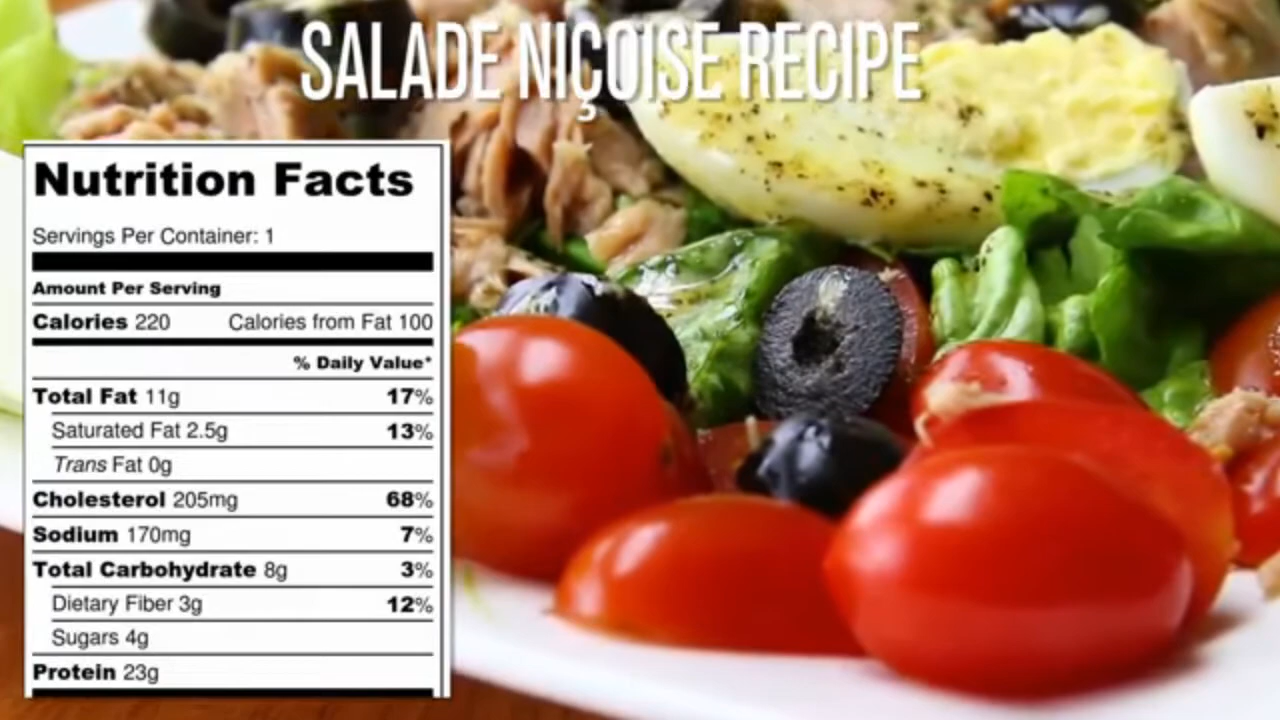 SALADE NIÇOISE RECIPE
Nutrition Facts
Servings Per Container: 1
Amount Per Serving
Calories 220 Calories from Fat 100
% Daily Value*
Total Fat 11g 17%
Saturated Fat 2.5g 13%
Trans Fat 0g
Cholesterol 205mg 68%
Sodium 170mg 7%
Total Carbohydrate 8g 3%
Dietary Fiber 3g 12%
Sugars 4g
Protein 23g